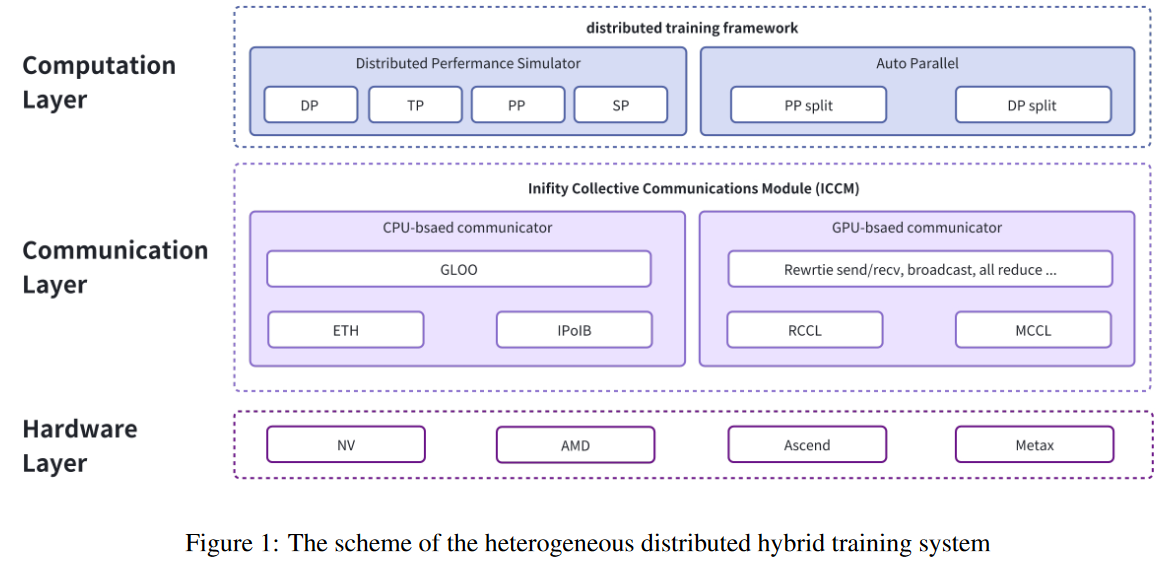 distributed training framework
Computation
Layer
Distributed Perfermance Simulator
DP
TP
PP
SP
Auto Parallel
PP split
DP split
Communication
Layer
Inifity Collective Communications Module (ICCM)
CPU-bsaed communicator
GLOO
ETH
IPoIB
GPU-bsaed communicator
Rewrtie send/recv, broadcast, all reduce ...
RCCL
MCCL
Hardware
Layer
NV
AMD
Ascend
Metax
Figure 1: The scheme of the heterogeneous distributed hybrid training system